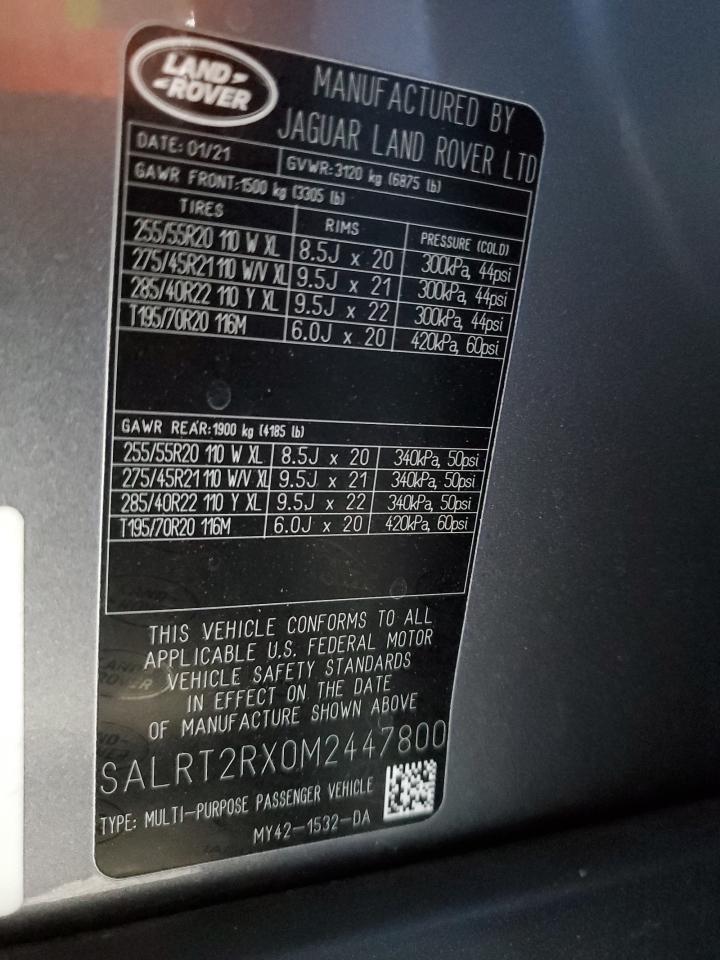 LAND
ROVER
MANUFACTURED BY
JAGUAR LAND ROVER LTD
DATE: 01/21 GVWR: 3120 kg (6875 lb)
GAWR FRONT: 1500 kg (3305 lb)
TIRES RIMS PRESSURE (COLD)
255/55R20 110 W XL 8.5J x 20 300kPa, 44psi
275/45R21 110 W/V XL 9.5J x 21 300kPa, 44psi
285/40R22 110 Y XL 9.5J x 22 300kPa, 44psi
T195/70R20 116M 6.0J x 20 420kPa, 60psi
GAWR REAR: 1900 kg (4185 lb)
255/55R20 110 W XL 8.5J x 20 340kPa, 50psi
275/45R21 110 W/V XL 9.5J x 21 340kPa, 50psi
285/40R22 110 Y XL 9.5J x 22 340kPa, 50psi
T195/70R20 116M 6.0J x 20 420kPa, 60psi
THIS VEHICLE CONFORMS TO ALL
APPLICABLE U.S. FEDERAL MOTOR
VEHICLE SAFETY STANDARDS
IN EFFECT ON THE DATE
OF MANUFACTURE SHOWN ABOVE
SALRT2RX0M2447800
TYPE: MULTI-PURPOSE PASSENGER VEHICLE
MY42-1532-DA